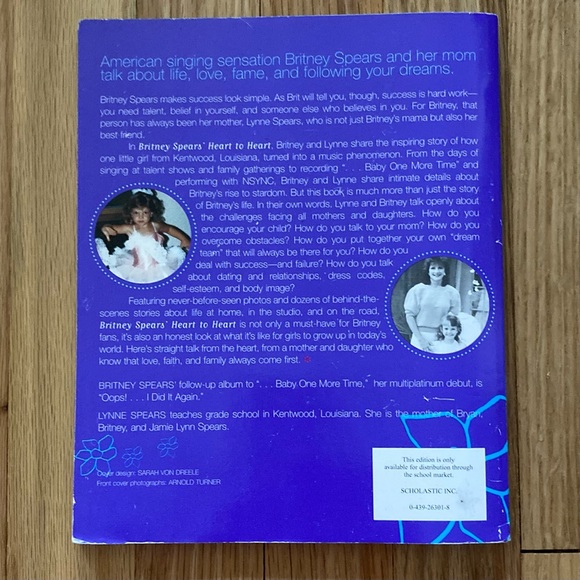 American singing sensation Britney Spears and her mom
talk about life, love, fame, and following your dreams.
Britney Spears makes success look simple. As Brit will tell you, though, success is hard work—
you need talent, belief in yourself, and someone else who believes in you. For Britney, that
person has always been her mother, Lynne Spears, who is not just Britney's mama but also her
best friend.
In Britney Spears' Heart to Heart, Britney and Lynne share the inspiring story of how
one little girl from Kentwood, Louisiana, turned into a music phenomenon. From the days of
singing at talent shows and family gatherings to recording ". . . Baby One More Time" and
performing with NSYNC, Britney and Lynne share intimate details about
Britney's rise to stardom. But this book is much more than just the story
of Britney's life. In their own words, Lynne and Britney talk openly about
the challenges facing all mothers and daughters. How do you
encourage your child? How do you talk to your mom? How do you
overcome obstacles? How do you put together your own "dream
team" that will always be there for you? How do you
deal with success—and failure? How do you talk
about dating and relationships, dress codes,
self-esteem, and body image?
Featuring never-before-seen photos and dozens of behind-the-
scenes stories about life at home, in the studio, and on the road,
Britney Spears' Heart to Heart is not only a must-have for Britney
fans, it's also an honest look at what it's like for girls to grow up in today's
world. Here's straight talk from the heart, from a mother and daughter who
know that love, faith, and family always come first.
BRITNEY SPEARS' follow-up album to ". . . Baby One More Time," her multiplatinum debut, is
"Oops! . . . I Did It Again."
LYNNE SPEARS teaches grade school in Kentwood, Louisiana. She is the mother of Bryan,
Britney, and Jamie Lynn Spears.
Cover design: SARAH VON DREELE
Front cover photographs: ARNOLD TURNER
This edition is only
available for distribution through
the school market.
SCHOLASTIC INC.
0-439-26301-8